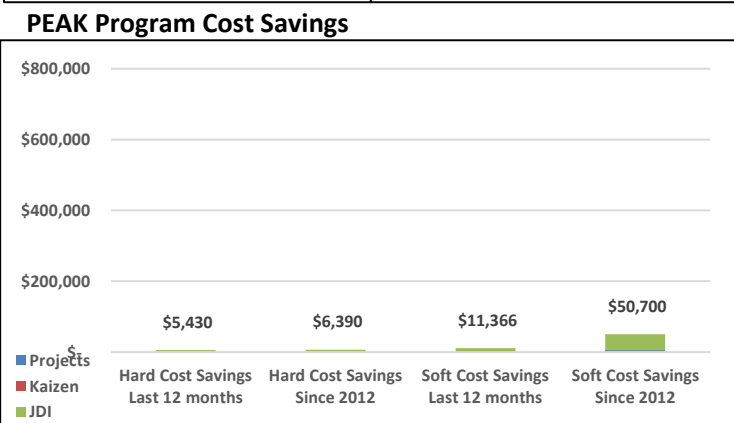 PEAK Program Cost Savings
$800,000
$600,000
$400,000
$200,000
$-
$5,430
$6,390
$11,366
$50,700
Hard Cost Savings
Last 12 months
Hard Cost Savings
Since 2012
Soft Cost Savings
Last 12 months
Soft Cost Savings
Since 2012
Projects
Kaizen
JDI